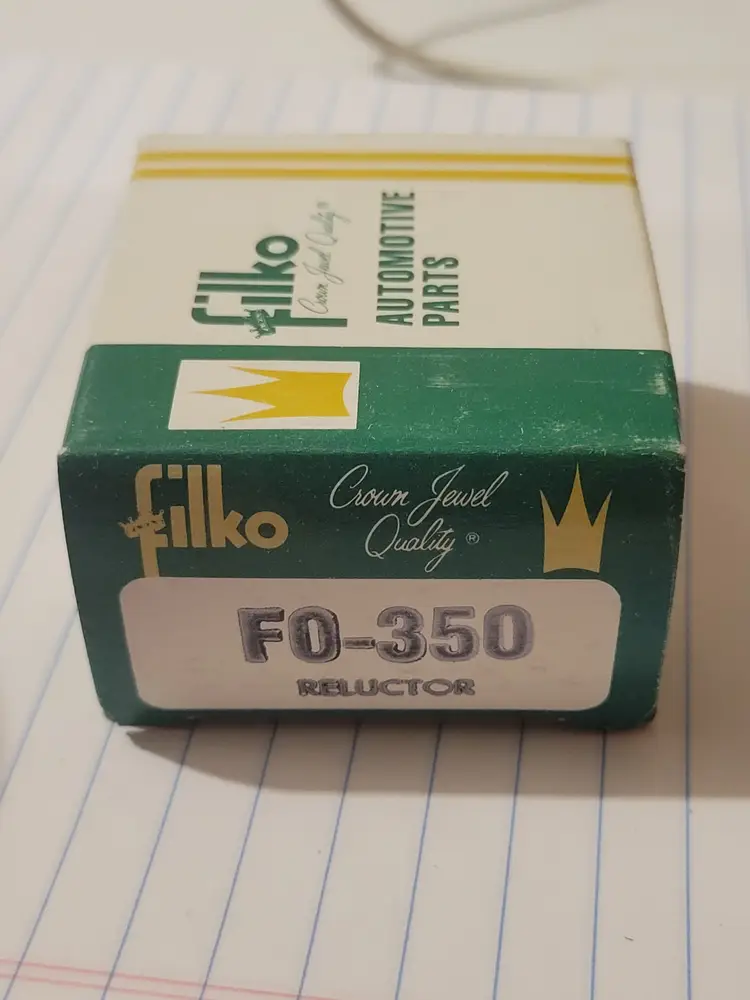 filko
Crown Jewel Quality ®
AUTOMOTIVE
PARTS
filko
Crown Jewel
Quality ®
FO-350
RELUCTOR